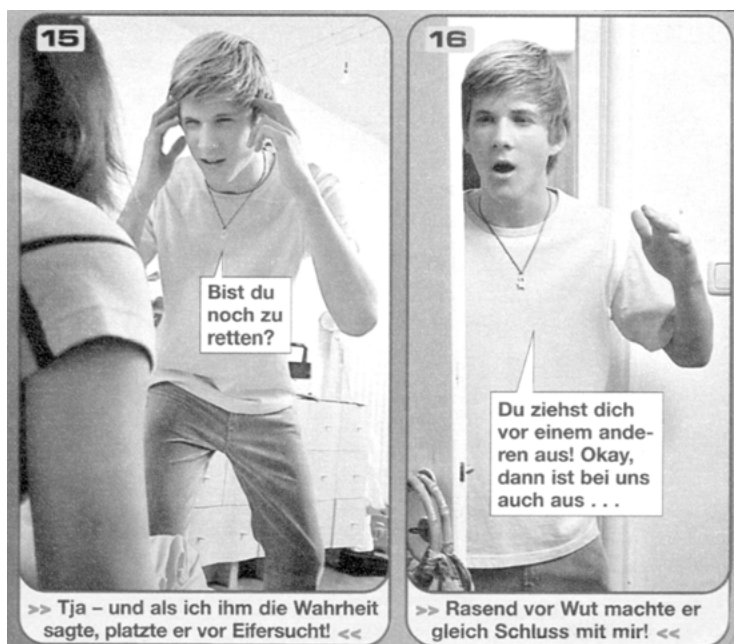 15
Bist du
noch zu
retten?
>> Tja – und als ich ihm die Wahrheit
sagte, platzte er vor Eifersucht! <<
16
Du ziehst dich
vor einem ande-
ren aus! Okay,
dann ist bei uns
auch aus . . .
>> Rasend vor Wut machte er
gleich Schluss mit mir! <<